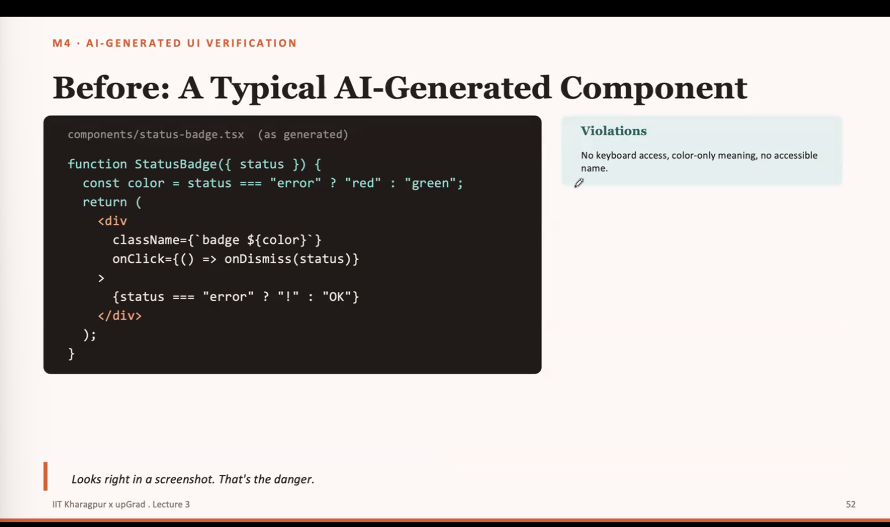 M4 · AI-GENERATED UI VERIFICATION
Before: A Typical AI-Generated Component
components/status-badge.tsx (as generated)
function StatusBadge({ status }) {
  const color = status === "error" ? "red" : "green";
  return (
    <div
      className={`badge ${color}`}
      onClick={() => onDismiss(status)}
    >
      {status === "error" ? "!" : "OK"}
    </div>
  );
}
Violations
No keyboard access, color-only meaning, no accessible
name.
Looks right in a screenshot. That's the danger.
IIT Kharagpur x upGrad . Lecture 3
52